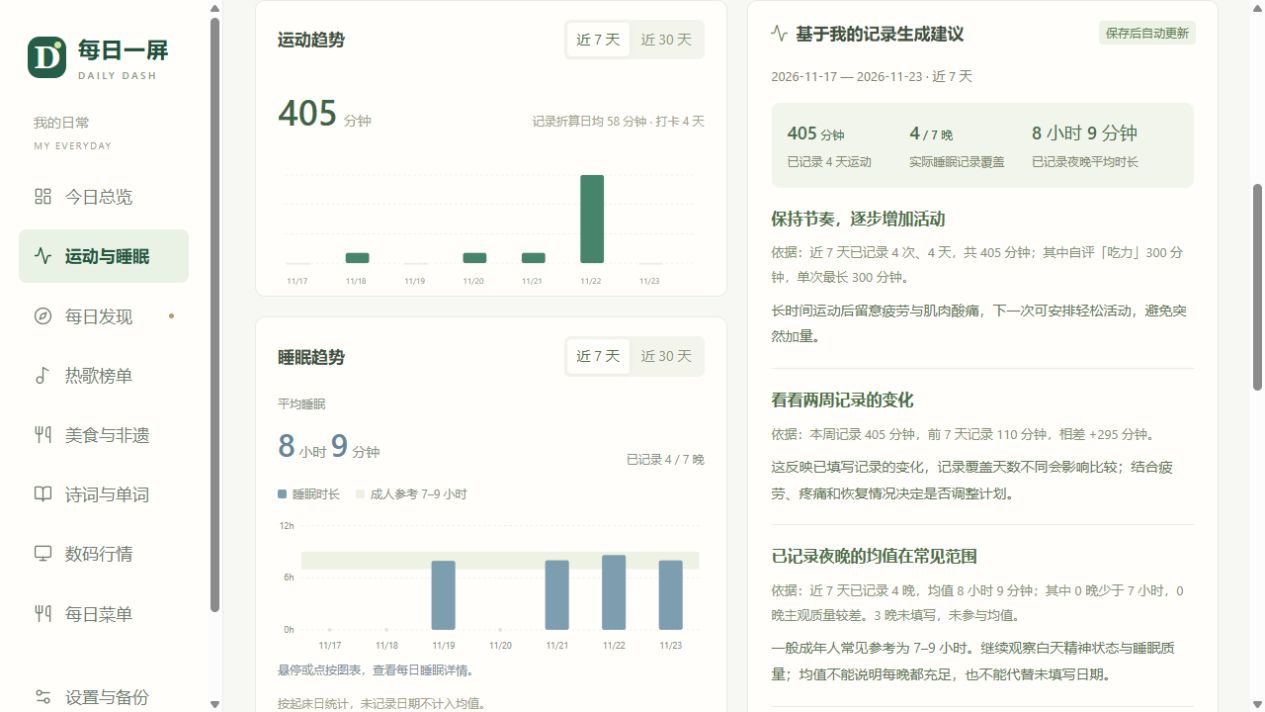 每日一屏
DAILY DASH
我的日常
MY EVERYDAY
今日总览
运动与睡眠
每日发现
热歌榜单
美食与非遗
诗词与单词
数码行情
每日菜单
设置与备份
运动趋势
近 7 天 近 30 天
405 分钟
记录折算日均 58 分钟 · 打卡 4 天
11/17 11/18 11/19 11/20 11/21 11/22 11/23
睡眠趋势
近 7 天 近 30 天
平均睡眠
8 小时 9 分钟
已记录 4 / 7 晚
睡眠时长 成人参考 7–9 小时
12h
6h
0h
11/17 11/18 11/19 11/20 11/21 11/22 11/23
悬停或点按图表，查看每日睡眠详情。
按起床日统计，未记录日期不计入均值。
基于我的记录生成建议
保存后自动更新
2026-11-17 — 2026-11-23 · 近 7 天
405 分钟 4 / 7 晚 8 小时 9 分钟
已记录 4 天运动 实际睡眠记录覆盖 已记录夜晚平均时长
保持节奏，逐步增加活动
依据：近 7 天已记录 4 次、4 天，共 405 分钟；其中自评「吃力」300 分
钟，单次最长 300 分钟。
长时间运动后留意疲劳与肌肉酸痛，下一次可安排轻松活动，避免突
然加量。
看看两周记录的变化
依据：本周记录 405 分钟，前 7 天记录 110 分钟，相差 +295 分钟。
这反映已填写记录的变化，记录覆盖天数不同会影响比较；结合疲
劳、疼痛和恢复情况决定是否调整计划。
已记录夜晚的均值在常见范围
依据：近 7 天已记录 4 晚，均值 8 小时 9 分钟；其中 0 晚少于 7 小时，0
晚主观质量较差。3 晚未填写，未参与均值。
一般成年人常见参考为 7–9 小时。继续观察白天精神状态与睡眠质
量；均值不能说明每晚都充足，也不能代替未填写日期。